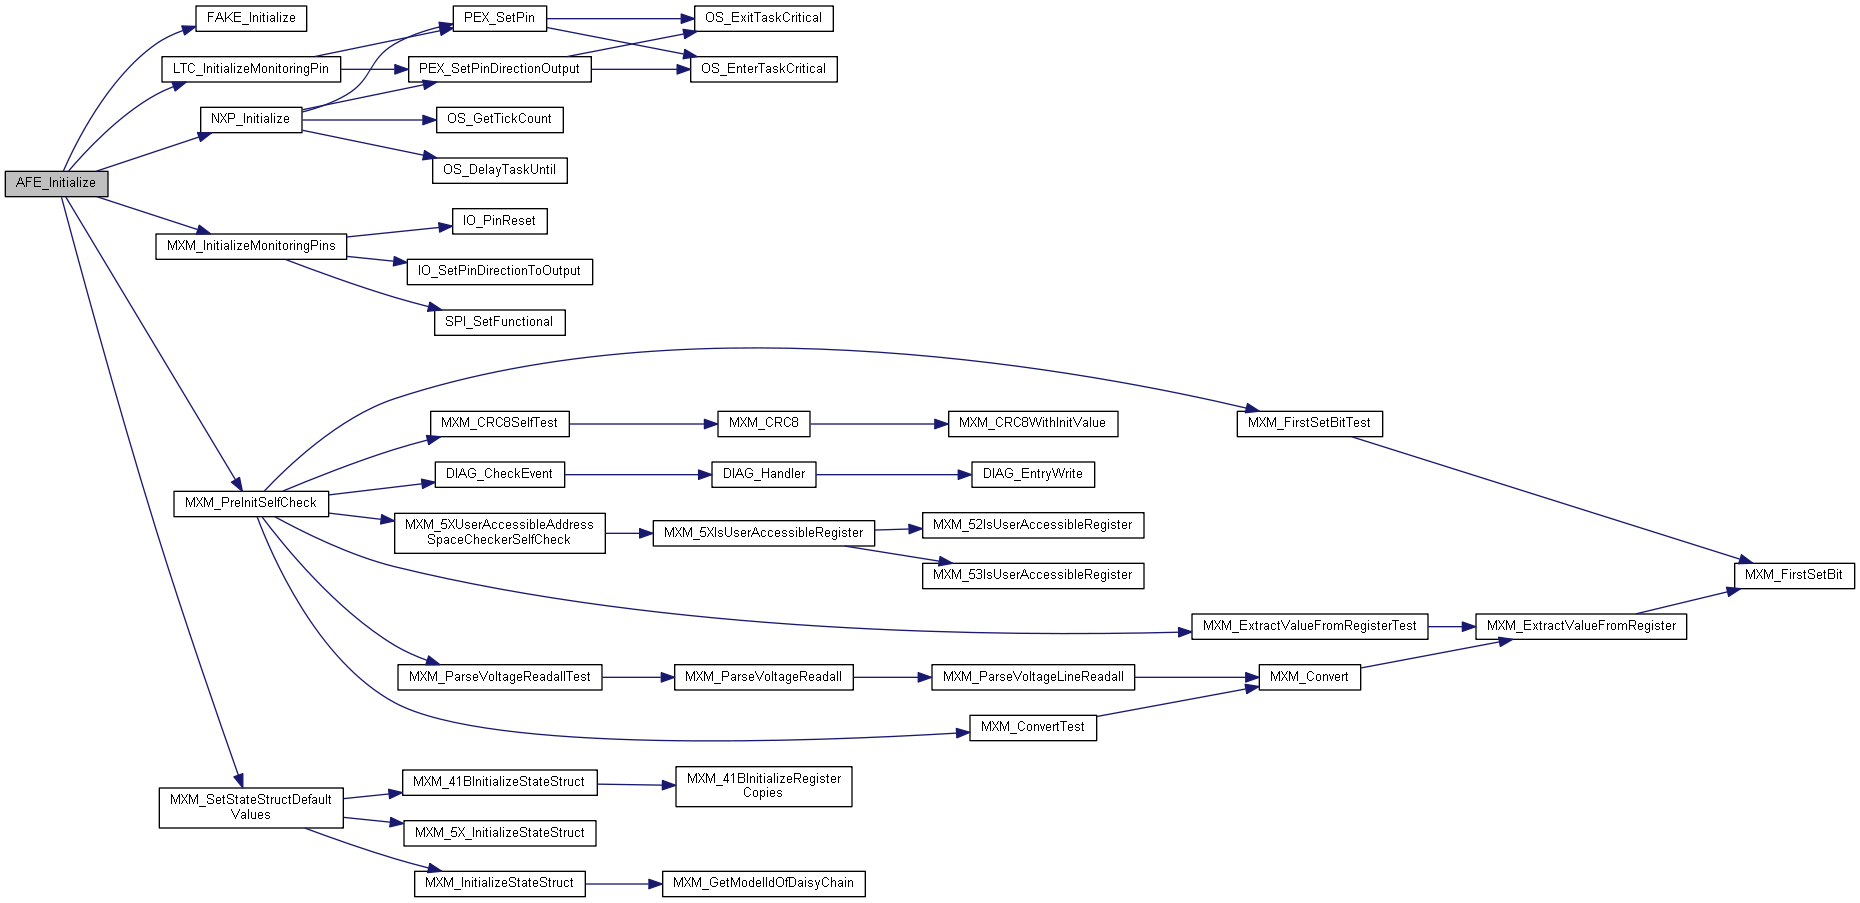 FAKE_Initialize
PEX_SetPin
OS_ExitTaskCritical
LTC_InitializeMonitoringPin
PEX_SetPinDirectionOutput
OS_EnterTaskCritical
NXP_Initialize
OS_GetTickCount
OS_DelayTaskUntil
AFE_Initialize
IO_PinReset
MXM_InitializeMonitoringPins
IO_SetPinDirectionToOutput
SPI_SetFunctional
MXM_CRC8SelfTest
MXM_CRC8
MXM_CRC8WithInitValue
MXM_FirstSetBitTest
DIAG_CheckEvent
DIAG_Handler
DIAG_EntryWrite
MXM_PreInitSelfCheck
MXM_5XUserAccessibleAddress
SpaceCheckerSelfCheck
MXM_5XIsUserAccessibleRegister
MXM_52IsUserAccessibleRegister
MXM_53IsUserAccessibleRegister
MXM_FirstSetBit
MXM_ExtractValueFromRegisterTest
MXM_ExtractValueFromRegister
MXM_ParseVoltageReadallTest
MXM_ParseVoltageReadall
MXM_ParseVoltageLineReadall
MXM_Convert
MXM_ConvertTest
MXM_41BInitializeStateStruct
MXM_41BInitializeRegister
Copies
MXM_SetStateStructDefault
Values
MXM_5X_InitializeStateStruct
MXM_InitializeStateStruct
MXM_GetModelIdOfDaisyChain